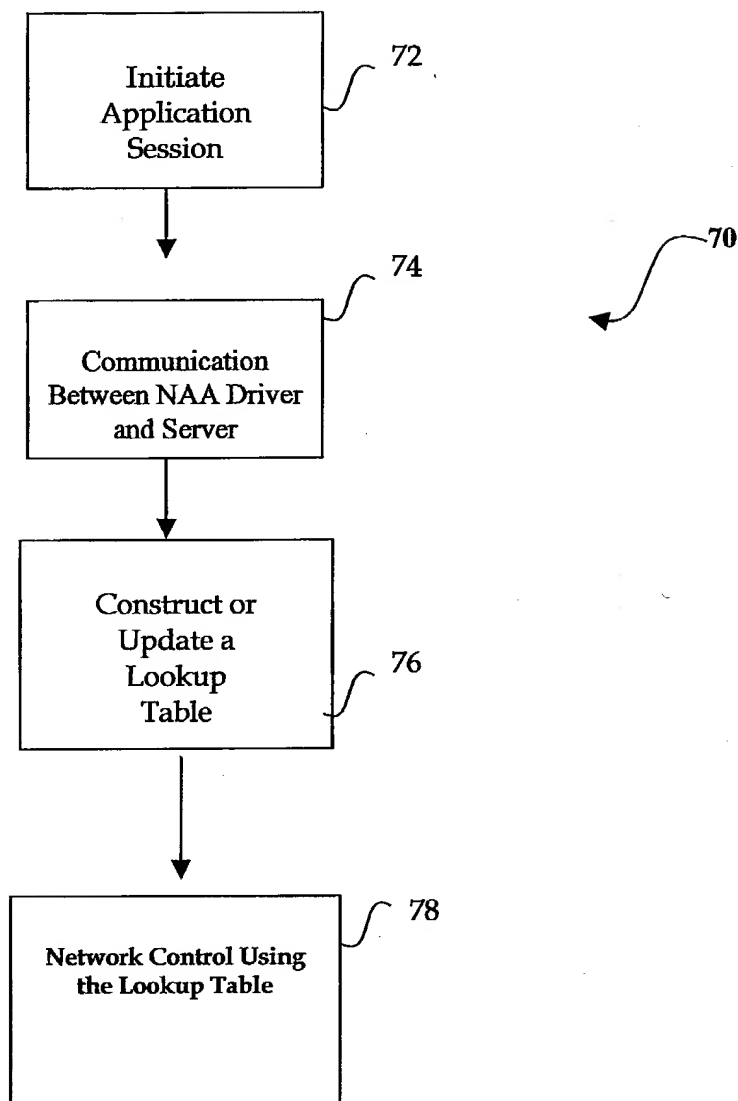 Initiate
Application
Session
72
70
74
Communication
Between NAA Driver
and Server
Construct or
Update a
Lookup
Table
76
78
Network Control Using
the Lookup Table